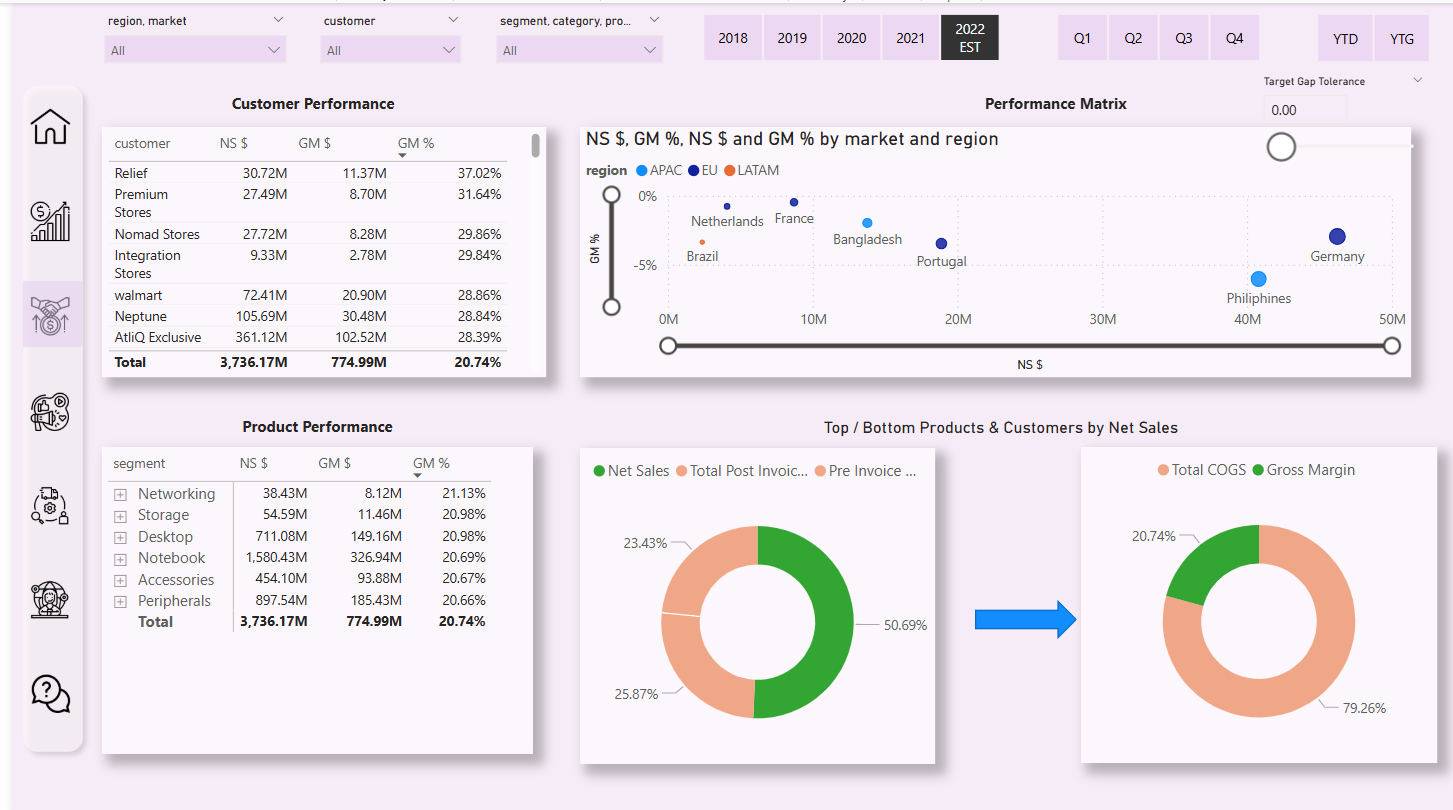 region, market
customer
segment, category, pro...
All
All
All
2018
2019
2020
2021
2022
EST
Q1
Q2
Q3
Q4
YTD
YTG
Target Gap Tolerance
0.00
Customer Performance
customer NS $ GM $ GM %
Relief 30.72M 11.37M 37.02%
Premium
Stores 27.49M 8.70M 31.64%
Nomad Stores 27.72M 8.28M 29.86%
Integration
Stores 9.33M 2.78M 29.84%
walmart 72.41M 20.90M 28.86%
Neptune 105.69M 30.48M 28.84%
AtliQ Exclusive 361.12M 102.52M 28.39%
Total 3,736.17M 774.99M 20.74%
Performance Matrix
NS $, GM %, NS $ and GM % by market and region
region APAC EU LATAM
GM %
0%
-5%
Netherlands
France
Brazil
Bangladesh
Portugal
Germany
Philiphines
0M 10M 20M 30M 40M 50M
NS $
Product Performance
segment NS $ GM $ GM %
Networking 38.43M 8.12M 21.13%
Storage 54.59M 11.46M 20.98%
Desktop 711.08M 149.16M 20.98%
Notebook 1,580.43M 326.94M 20.69%
Accessories 454.10M 93.88M 20.67%
Peripherals 897.54M 185.43M 20.66%
Total 3,736.17M 774.99M 20.74%
Top / Bottom Products & Customers by Net Sales
Net Sales Total Post Invoic... Pre Invoice ...
23.43%
50.69%
25.87%
Total COGS Gross Margin
20.74%
79.26%